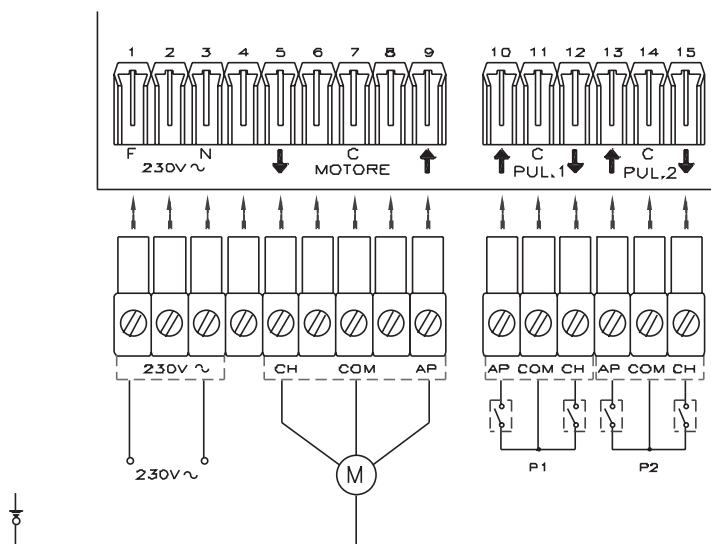 1 2 3 4 5 6 7 8 9 10 11 12 13 14 15
F N C C C
230V ~ MOTORE PUL.1 PUL.2
230V ~ CH COM AP AP COM CH AP COM CH
230V ~ M P1 P2